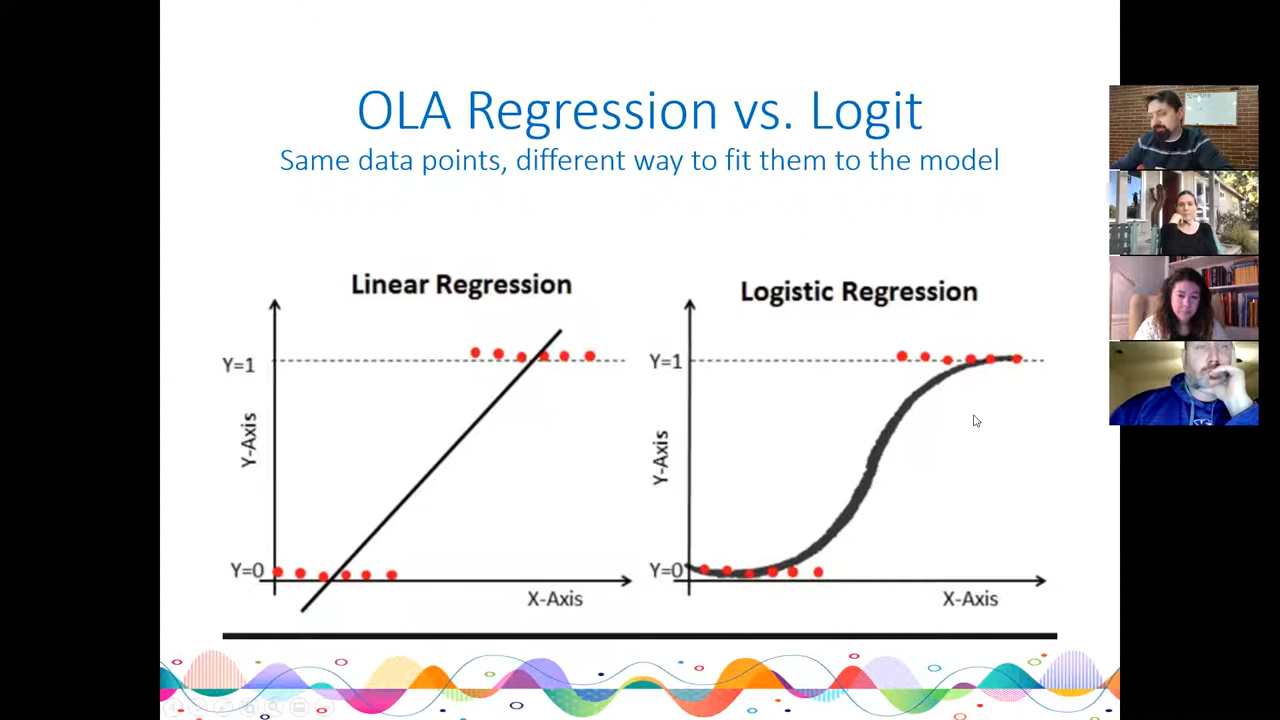 OLA Regression vs. Logit
Same data points, different way to fit them to the model
Linear Regression
Y=1
Y-Axis
Y=0
X-Axis
Logistic Regression
Y=1
Y-Axis
Y=0
X-Axis